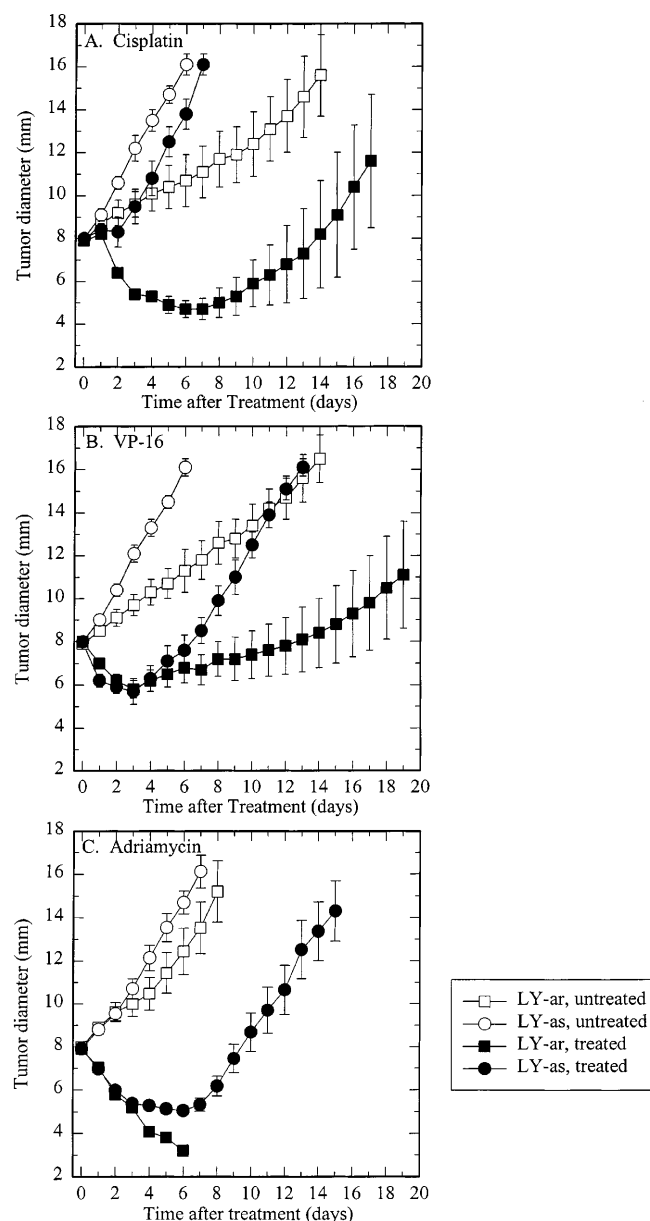 A. Cisplatin
18
16
14
12
10
8
6
4
2
Tumor diameter (mm)
0 2 4 6 8 10 12 14 16 18 20
Time after Treatment (days)
B. VP-16
18
16
14
12
10
8
6
4
2
Tumor diameter (mm)
0 2 4 6 8 10 12 14 16 18 20
Time after Treatment (days)
C. Adriamycin
18
16
14
12
10
8
6
4
2
Tumor diameter (mm)
0 2 4 6 8 10 12 14 16 18 20
Time after treatment (days)
LY-ar, untreated
LY-as, untreated
LY-ar, treated
LY-as, treated